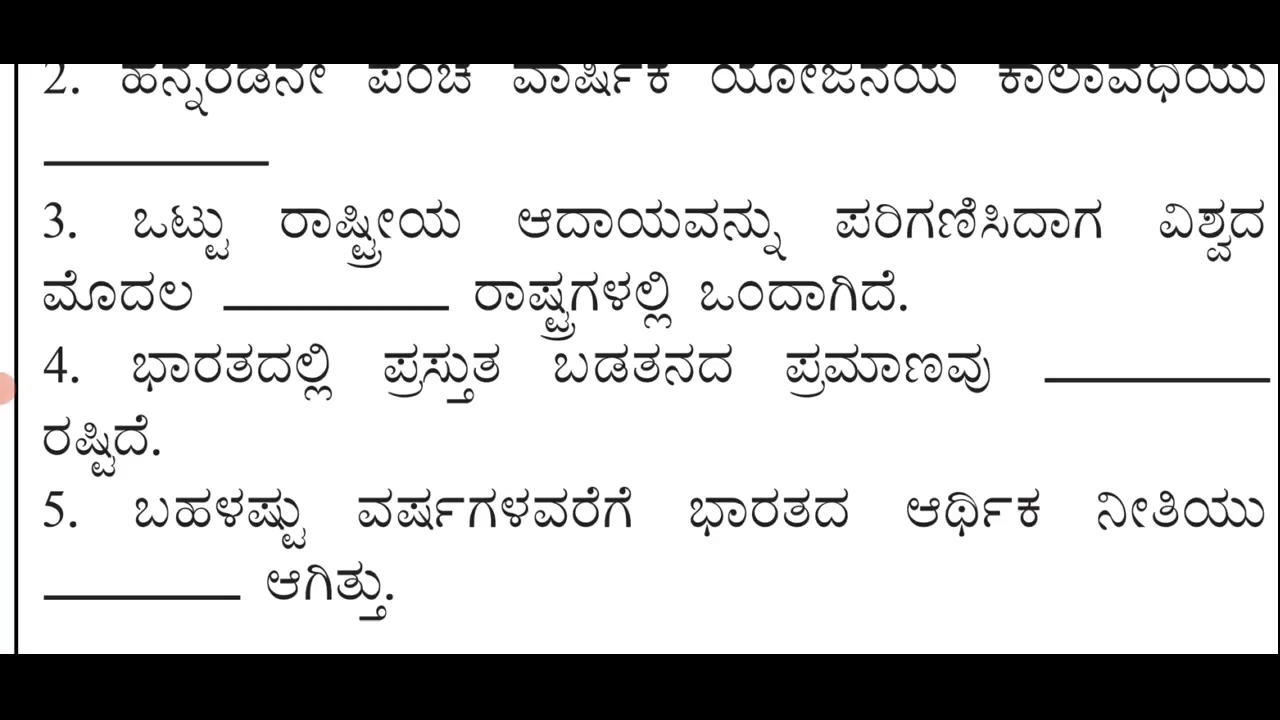 2. ಹನ್ನೆರಡನೇ ಪಂಚ ವಾರ್ಷಿಕ ಯೋಜನೆಯ ಕಾಲಾವಧಿಯು
__________
3. ಒಟ್ಟು ರಾಷ್ಟ್ರೀಯ ಆದಾಯವನ್ನು ಪರಿಗಣಿಸಿದಾಗ ವಿಶ್ವದ
ಮೊದಲ __________ ರಾಷ್ಟ್ರಗಳಲ್ಲಿ ಒಂದಾಗಿದೆ.
4. ಭಾರತದಲ್ಲಿ ಪ್ರಸ್ತುತ ಬಡತನದ ಪ್ರಮಾಣವು __________
ರಷ್ಟಿದೆ.
5. ಬಹಳಷ್ಟು ವರ್ಷಗಳವರೆಗೆ ಭಾರತದ ಆರ್ಥಿಕ ನೀತಿಯು
_________ ಆಗಿತ್ತು.